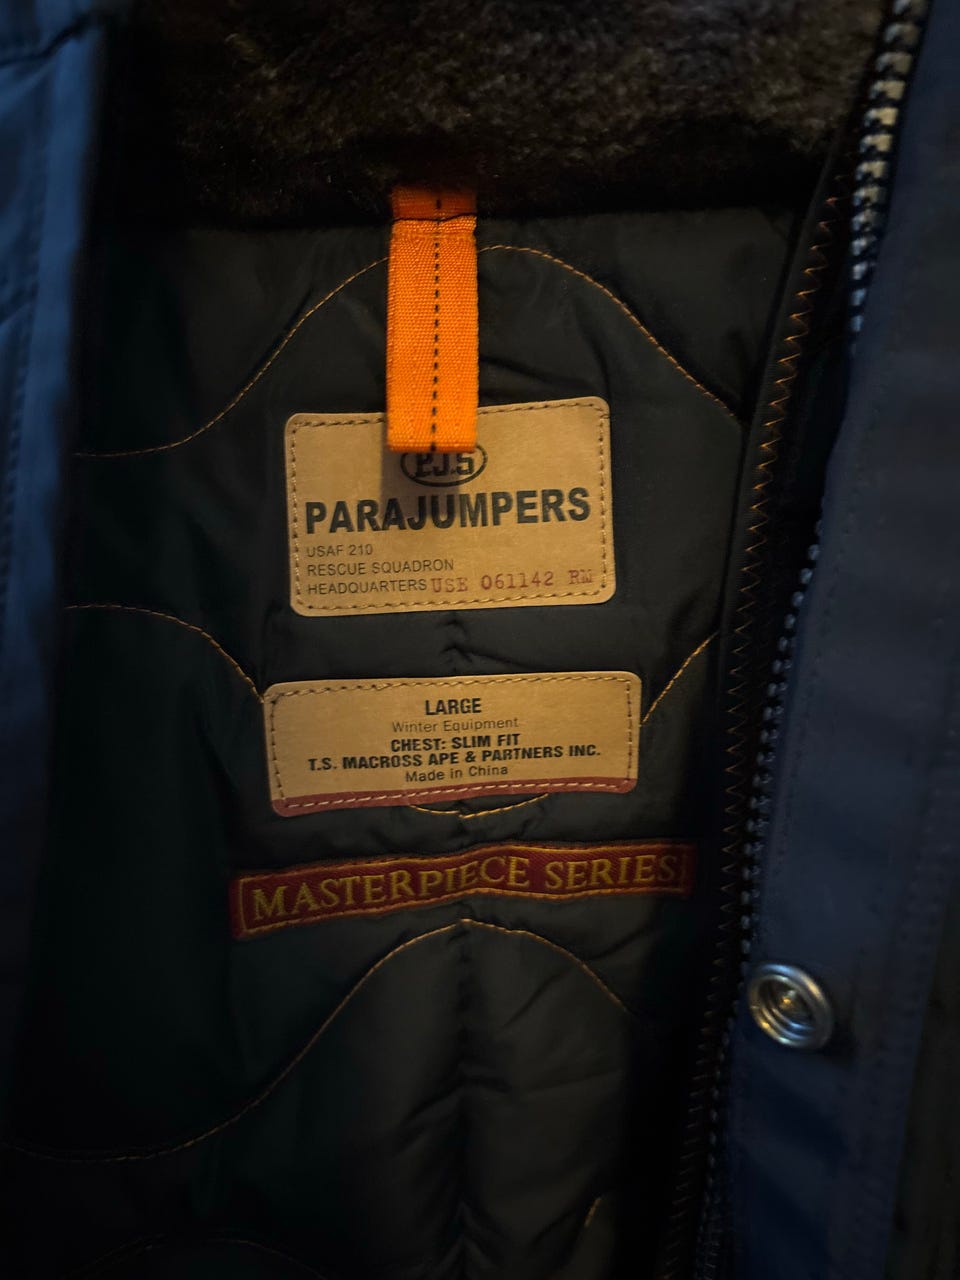 P.J.S
PARAJUMPERS
USAF 210
RESCUE SQUADRON
HEADQUARTERS USE 061142 RM
LARGE
Winter Equipment
CHEST: SLIM FIT
T.S. MACROSS APE & PARTNERS INC.
Made in China
MASTERPIECE SERIES